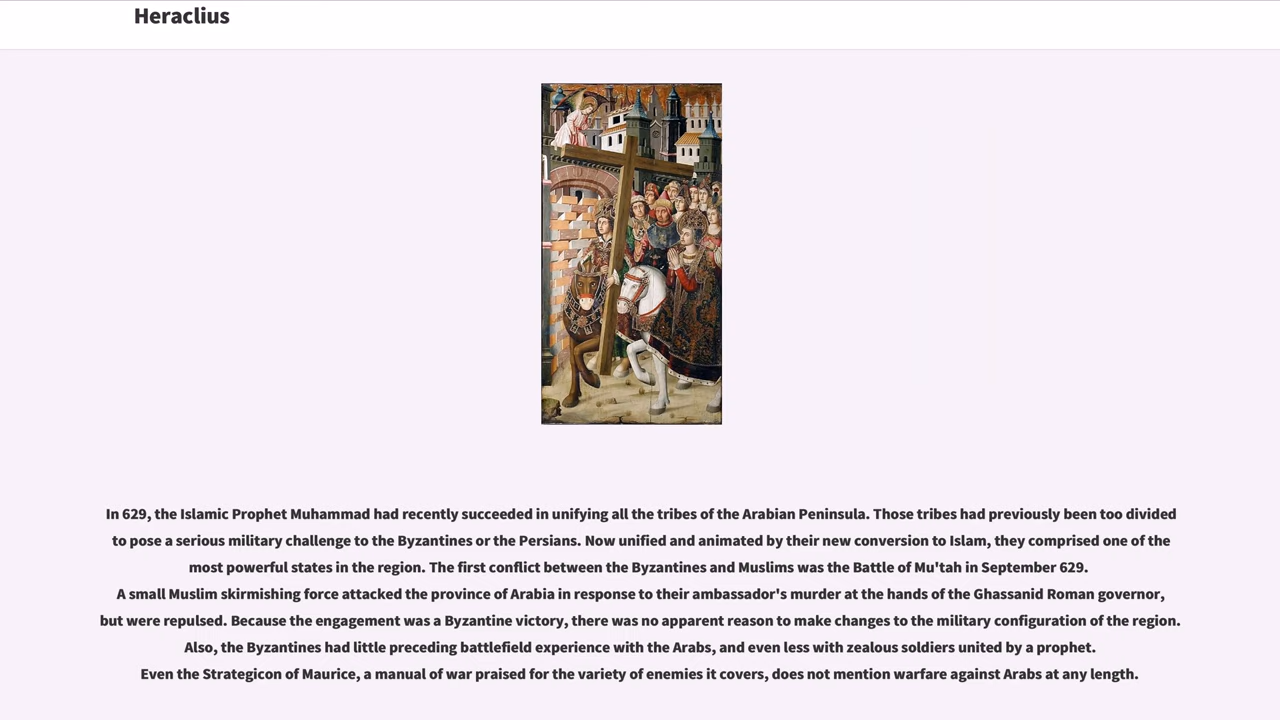 Heraclius
In 629, the Islamic Prophet Muhammad had recently succeeded in unifying all the tribes of the Arabian Peninsula. Those tribes had previously been too divided
to pose a serious military challenge to the Byzantines or the Persians. Now unified and animated by their new conversion to Islam, they comprised one of the
most powerful states in the region. The first conflict between the Byzantines and Muslims was the Battle of Mu'tah in September 629.
A small Muslim skirmishing force attacked the province of Arabia in response to their ambassador's murder at the hands of the Ghassanid Roman governor,
but were repulsed. Because the engagement was a Byzantine victory, there was no apparent reason to make changes to the military configuration of the region.
Also, the Byzantines had little preceding battlefield experience with the Arabs, and even less with zealous soldiers united by a prophet.
Even the Strategicon of Maurice, a manual of war praised for the variety of enemies it covers, does not mention warfare against Arabs at any length.